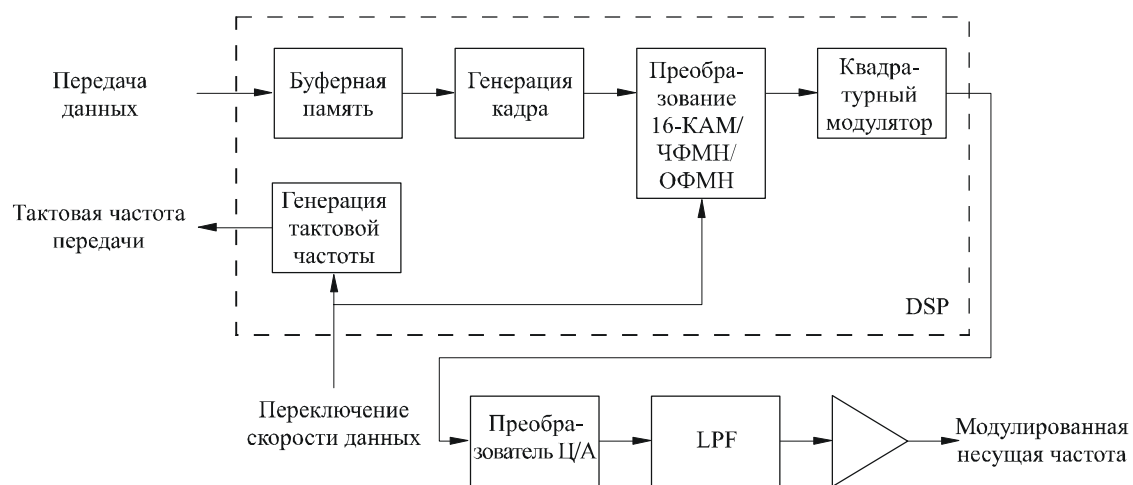 Передача
данных
Буферная
память
Генерация
кадра
Преобра-
зование
16-КАМ/
ЧФМН/
ОФМН
Квадра-
турный
модулятор
Тактовая частота
передачи
Генерация
тактовой
частоты
DSP
Переключение
скорости данных
Преобра-
зователь Ц/А
LPF
Модулированная
несущая частота